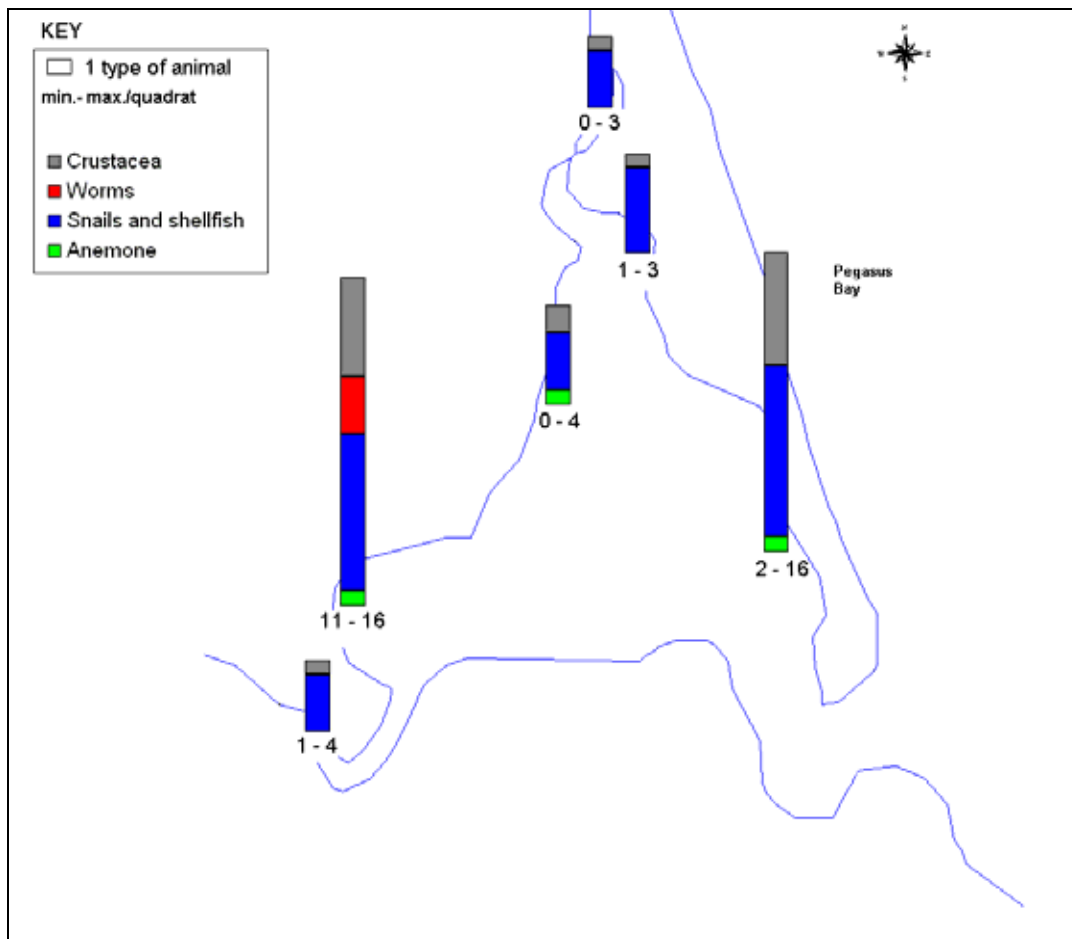 KEY
1 type of animal
min.- max./quadrat
Crustacea
Worms
Snails and shellfish
Anemone
N
W E
S
0 - 3
1 - 3
Pegasus
Bay
0 - 4
2 - 16
11 - 16
1 - 4